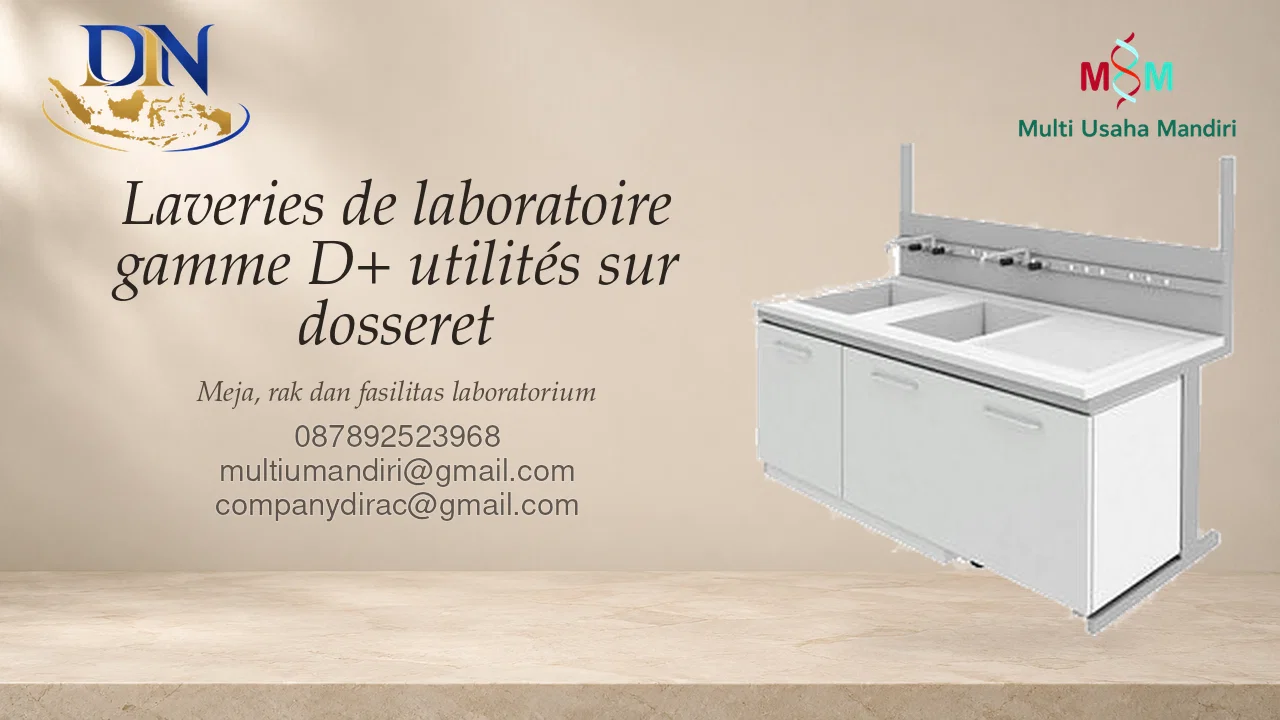 DIN
M M
Multi Usaha Mandiri
Laveries de laboratoire
gamme D+ utilités sur
dosseret
Meja, rak dan fasilitas laboratorium
087892523968
multiumandiri@gmail.com
companydirac@gmail.com